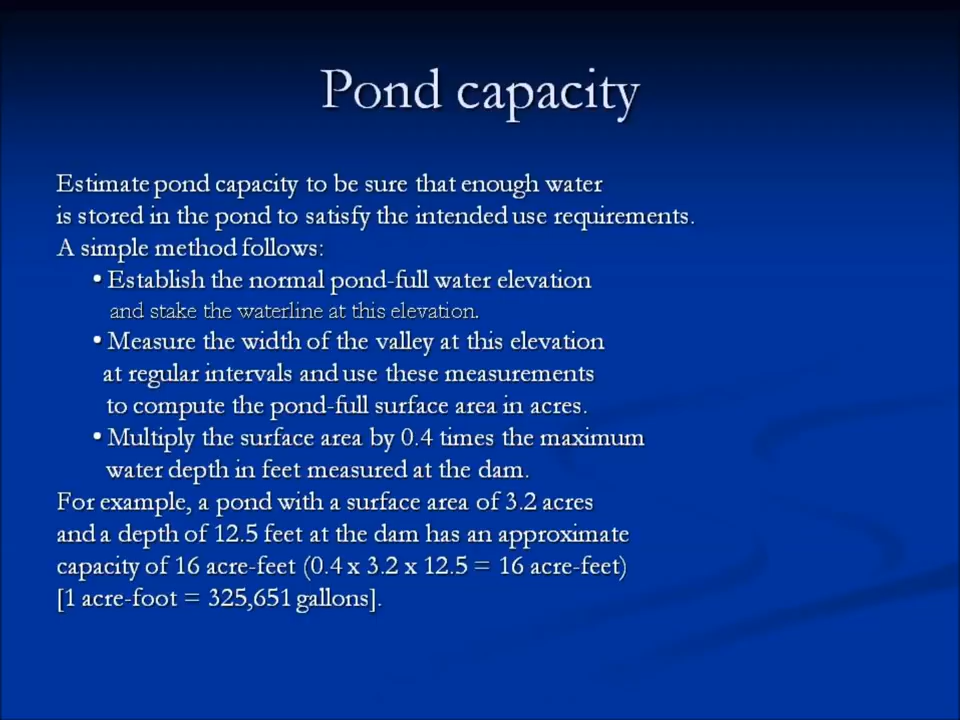 Pond capacity
Estimate pond capacity to be sure that enough water
is stored in the pond to satisfy the intended use requirements.
A simple method follows:
• Establish the normal pond-full water elevation
and stake the waterline at this elevation.
• Measure the width of the valley at this elevation
at regular intervals and use these measurements
to compute the pond-full surface area in acres.
• Multiply the surface area by 0.4 times the maximum
water depth in feet measured at the dam.
For example, a pond with a surface area of 3.2 acres
and a depth of 12.5 feet at the dam has an approximate
capacity of 16 acre-feet (0.4 x 3.2 x 12.5 = 16 acre-feet)
[1 acre-foot = 325,651 gallons].